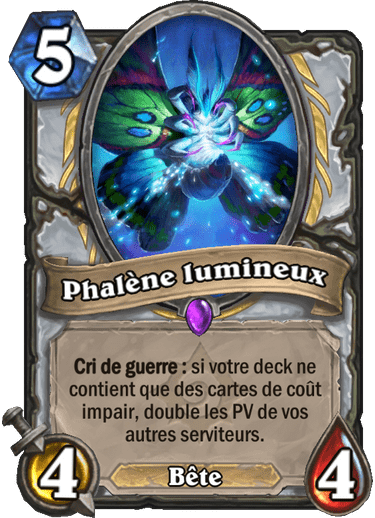 5
Phalène lumineux
Cri de guerre : si votre deck ne
contient que des cartes de coût
impair, double les PV de vos
autres serviteurs.
4
Bête
4